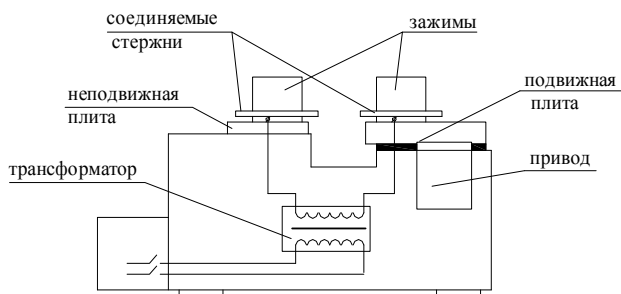 соединяемые
стержни
зажимы
неподвижная
плита
подвижная
плита
трансформатор
привод